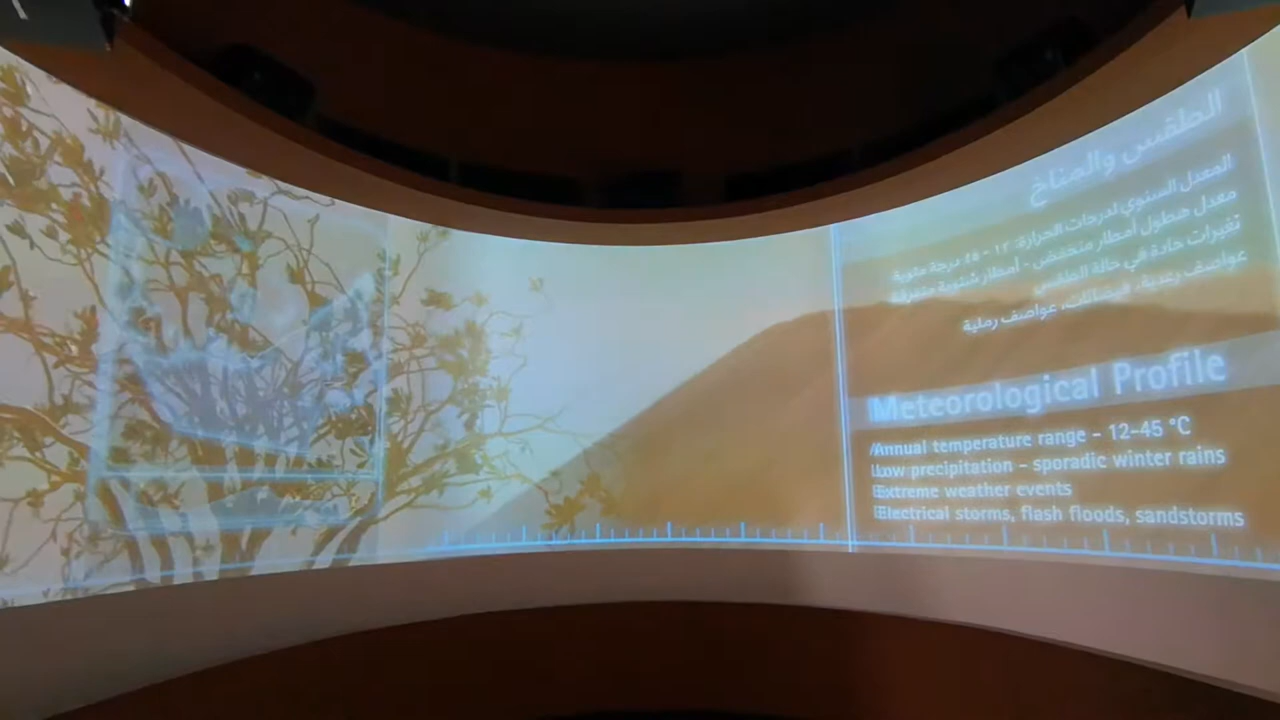 الطقس والمناخ
المعدل السنوي لدرجات الحرارة: ١٢ - ٤٥ درجة مئوية
معدل هطول أمطار منخفض - أمطار شتوية متفرقة
تغيرات حادة في حالة الطقس
عواصف رعدية، فيضانات، عواصف رملية
Meteorological Profile
Annual temperature range - 12-45 °C
Low precipitation - sporadic winter rains
Extreme weather events
Electrical storms, flash floods, sandstorms